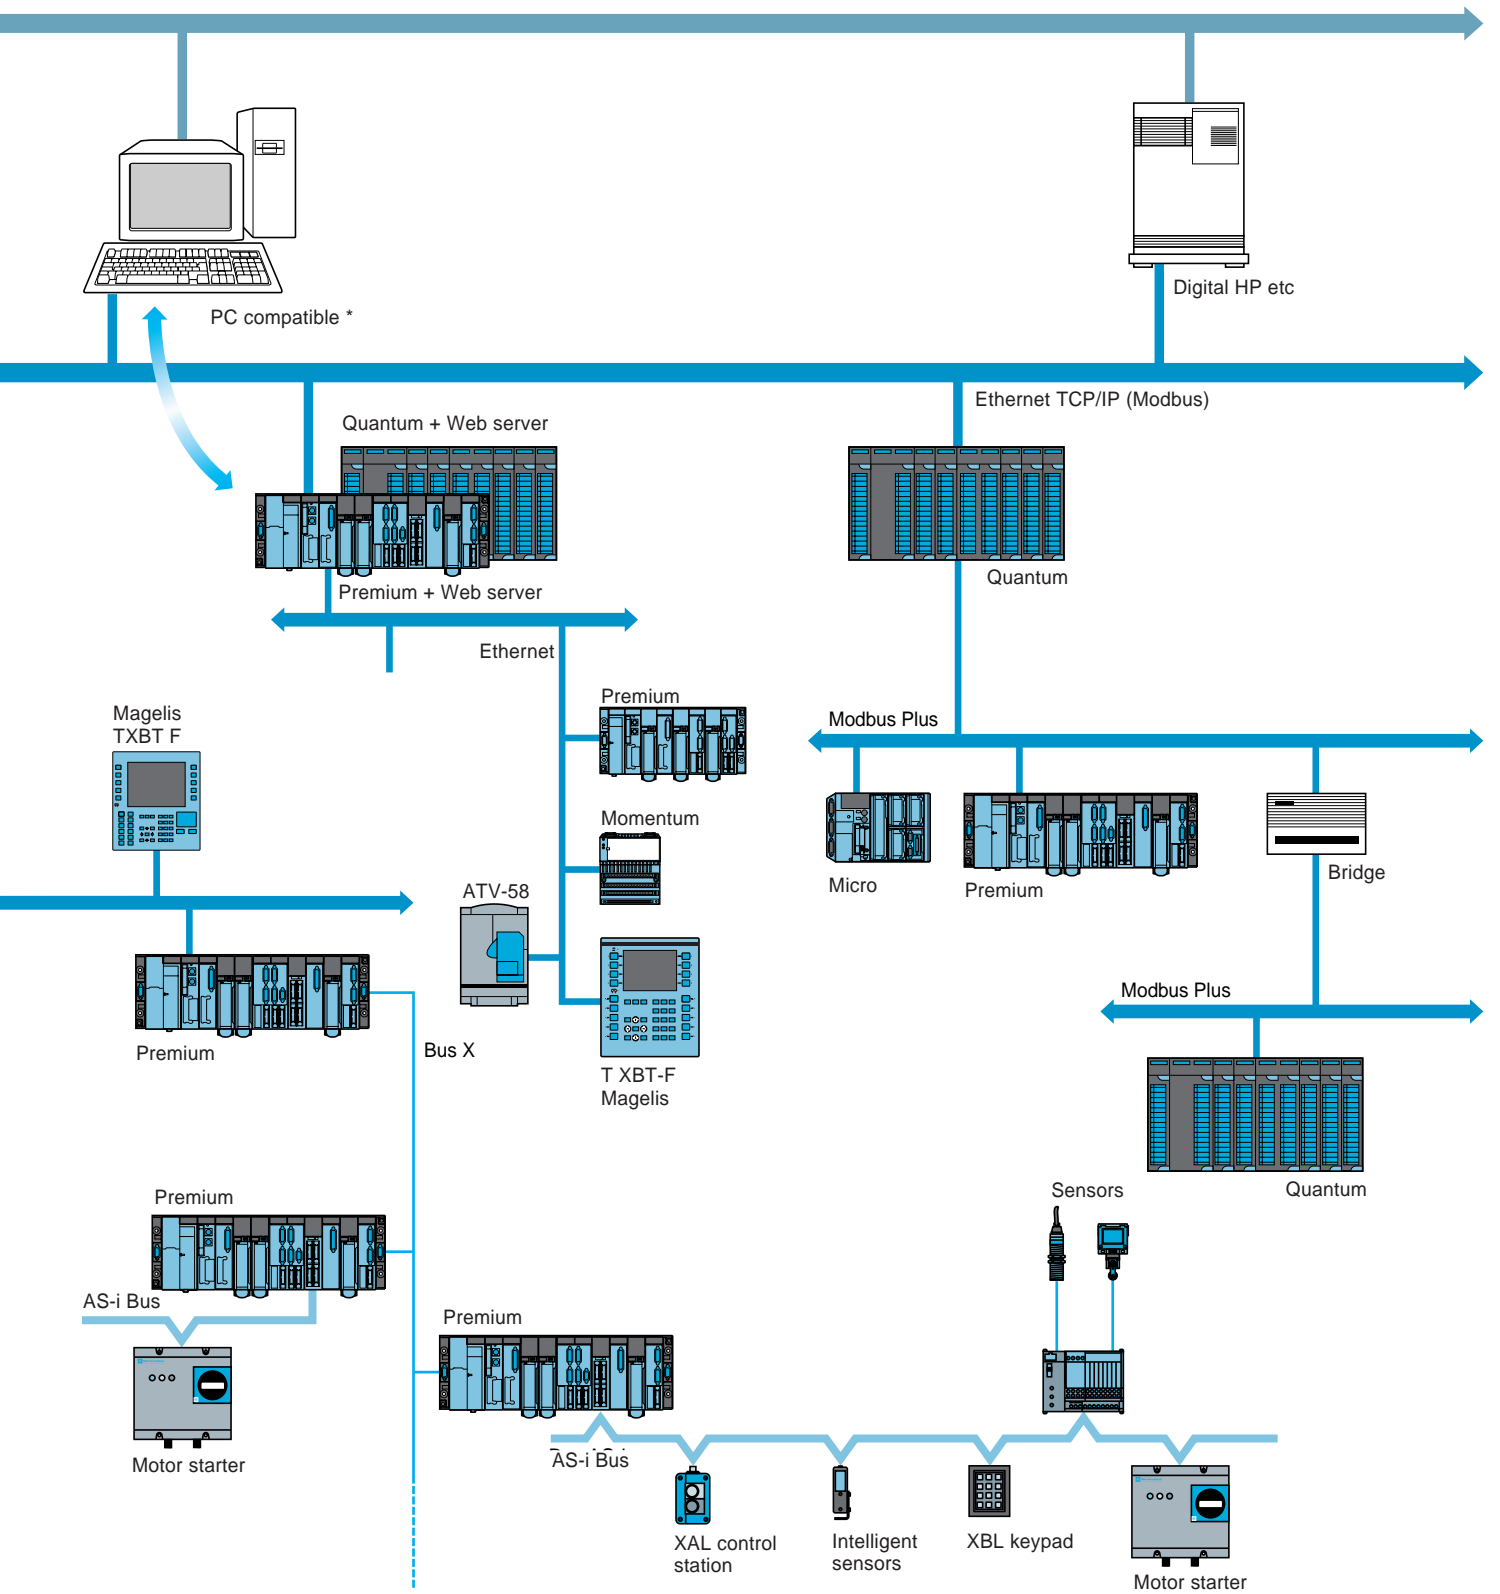 Digital HP etc
PC compatible *
Ethernet TCP/IP (Modbus)
Quantum + Web server
Quantum
Premium + Web server
Ethernet
Premium
Magelis
TXBT F
Modbus Plus
Momentum
Micro
Premium
Bridge
ATV-58
Modbus Plus
Premium
Bus X
T XBT-F
Magelis
Quantum
Sensors
Premium
AS-i Bus
Premium
AS-i Bus
Motor starter
XAL control
station
Intelligent
sensors
XBL keypad
Motor starter